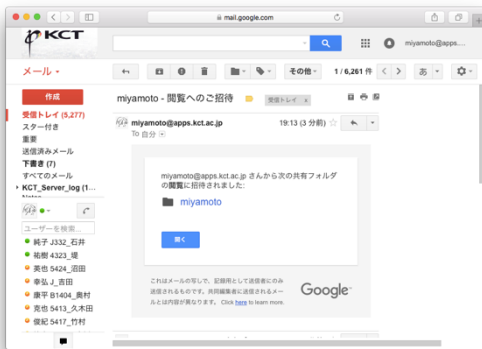 mail.google.com
KCT
miyamoto@apps....
メール
その他
1 / 6,261 件
あ
作成
受信トレイ (5,277)
スター付き
重要
送信済みメール
下書き (7)
すべてのメール
KCT_Server_log (1...
ユーザーを検索...
純子 J332_石井
祐樹 4323_堤
英也 5424_沼田
幸弘 J_吉田
康平 B1404_奥村
克也 5413_久木田
俊紀 5417_竹村
miyamoto - 閲覧へのご招待
受信トレイ x
miyamoto@apps.kct.ac.jp
19:13 (3 分前)
To 自分
miyamoto@apps.kct.ac.jp さんから次の共有フォルダ
の閲覧に招待されました:
miyamoto
開く
これはメールの写しで、記録用として送信者にのみ
送信されるものです。共同編集者に送信されるメー
ルとは内容が異なります。 Click here to learn more.
Google